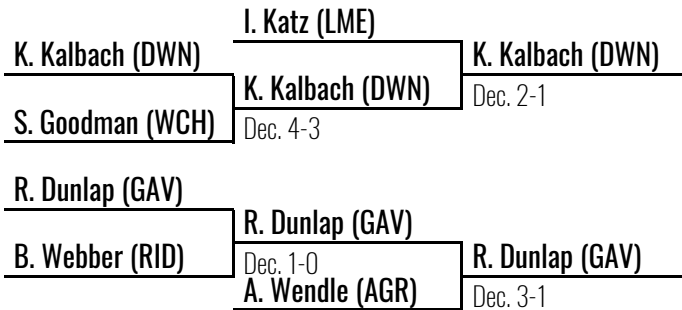 I. Katz (LME)
K. Kalbach (DWN)
K. Kalbach (DWN)
K. Kalbach (DWN)
Dec. 2-1
S. Goodman (WCH)
Dec. 4-3
R. Dunlap (GAV)
R. Dunlap (GAV)
B. Webber (RID)
Dec. 1-0
R. Dunlap (GAV)
A. Wendle (AGR)
Dec. 3-1